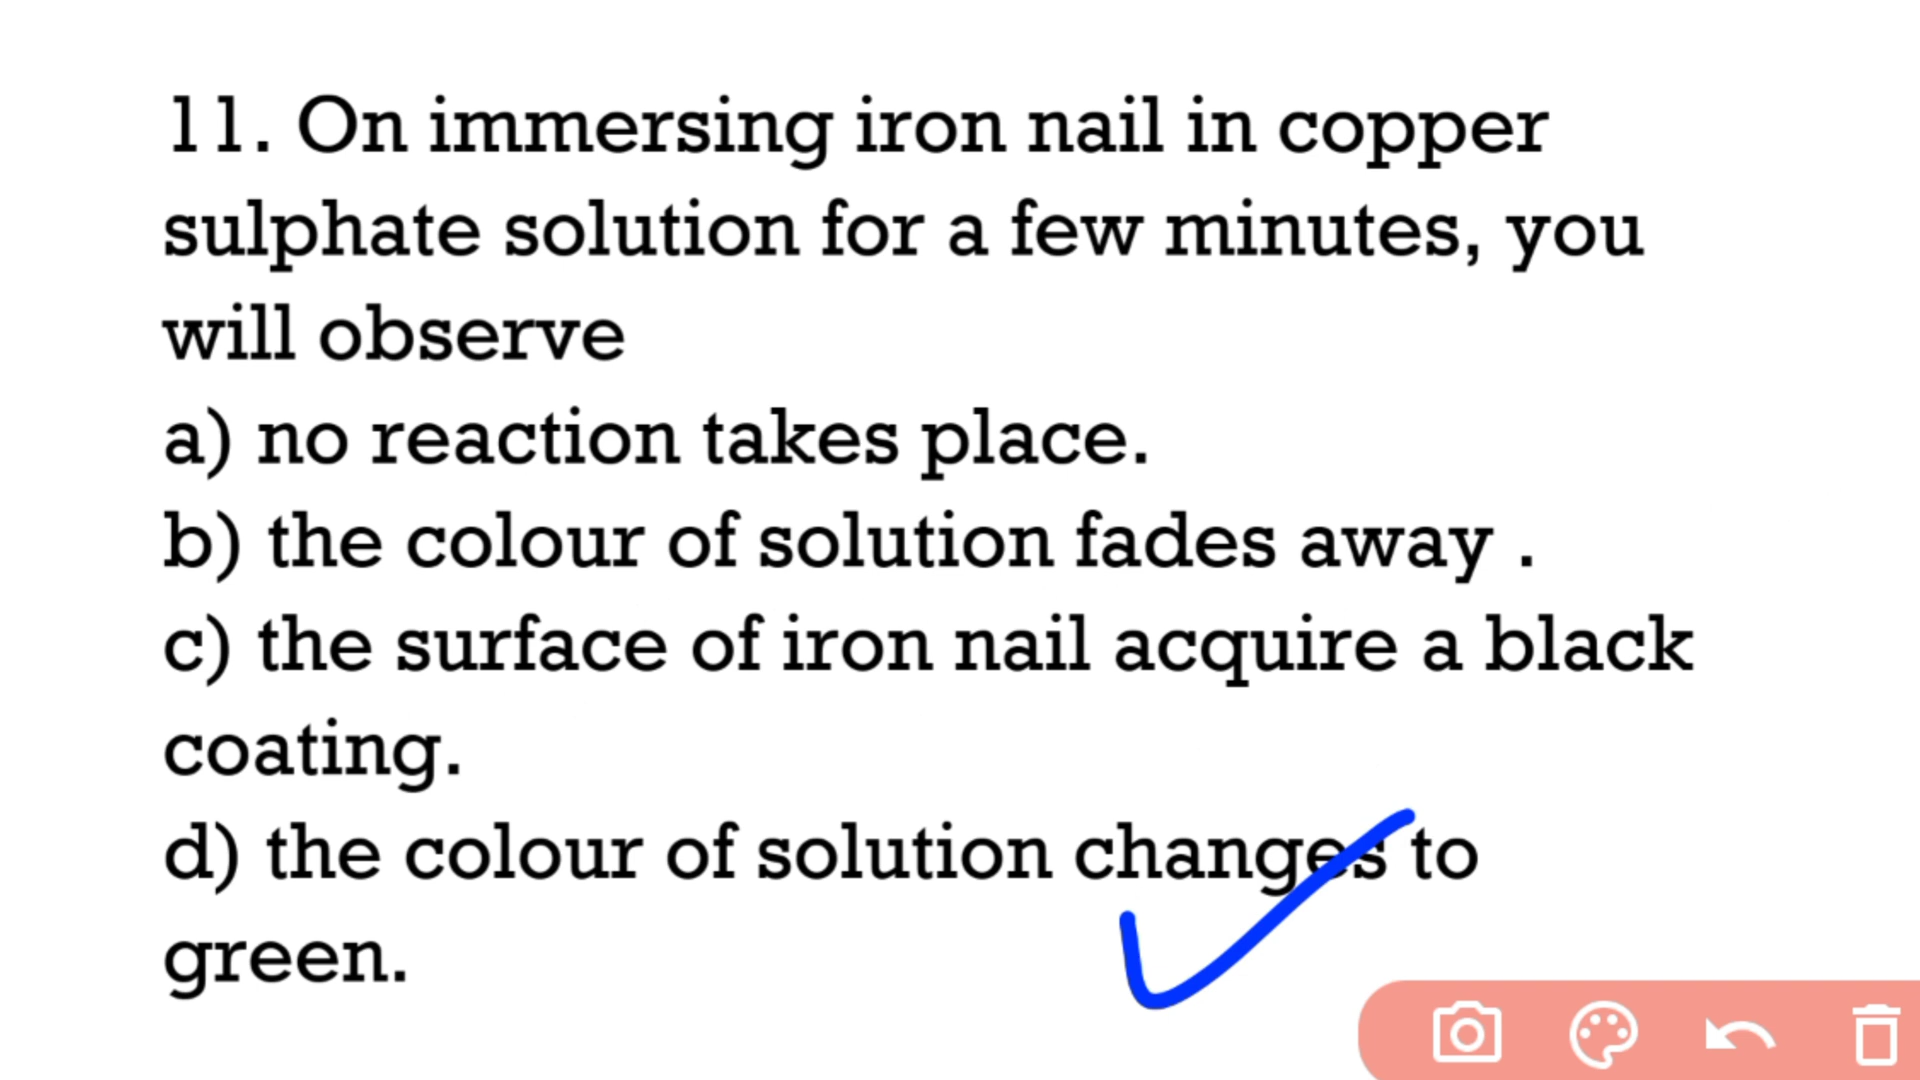 11. On immersing iron nail in copper
sulphate solution for a few minutes, you
will observe
a) no reaction takes place.
b) the colour of solution fades away .
c) the surface of iron nail acquire a black
coating.
d) the colour of solution changes to
green.